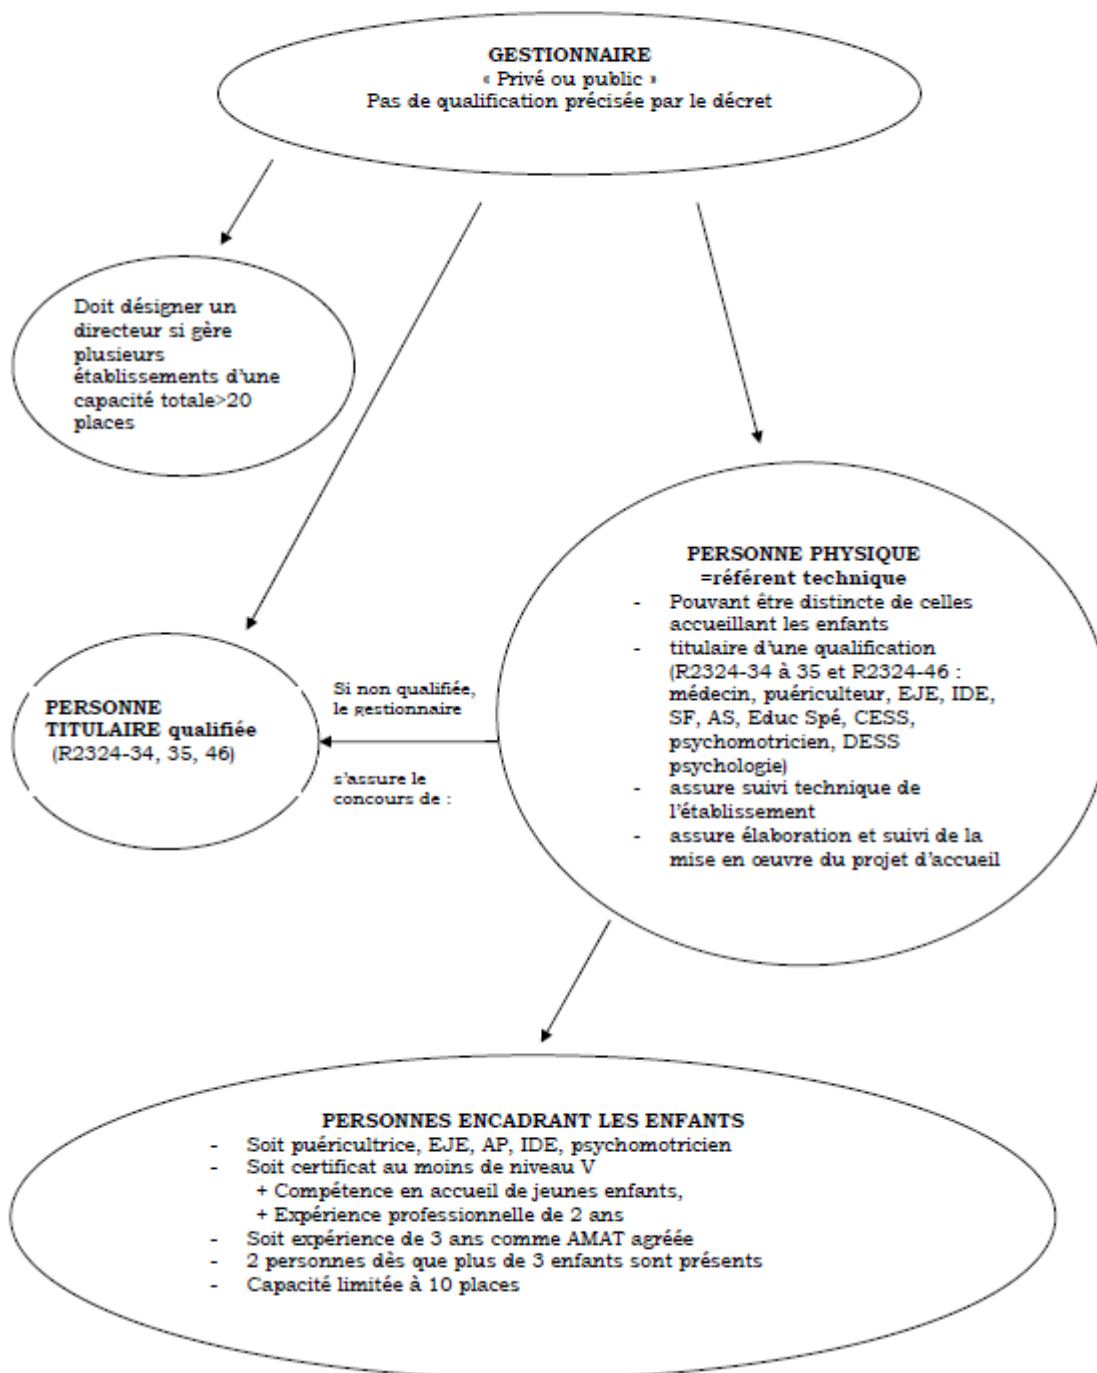 GESTIONNAIRE
« Privé ou public »
Pas de qualification précisée par le décret
Doit désigner un
directeur si gère
plusieurs
établissements d'une
capacité totale>20
places
PERSONNE PHYSIQUE
=référent technique
- Pouvant être distincte de celles
accueillant les enfants
- titulaire d'une qualification
(R2324-34 à 35 et R2324-46 :
médecin, puériculteur, EJE, IDE,
SF, AS, Educ Spé, CESS,
psychomotricien, DESS
psychologie)
- assure suivi technique de
l'établissement
- assure élaboration et suivi de la
mise en œuvre du projet d'accueil
Si non qualifiée,
le gestionnaire
s'assure le
concours de :
PERSONNE
TITULAIRE qualifiée
(R2324-34, 35, 46)
PERSONNES ENCADRANT LES ENFANTS
- Soit puéricultrice, EJE, AP, IDE, psychomotricien
- Soit certificat au moins de niveau V
+ Compétence en accueil de jeunes enfants,
+ Expérience professionnelle de 2 ans
- Soit expérience de 3 ans comme AMAT agréée
- 2 personnes dès que plus de 3 enfants sont présents
- Capacité limitée à 10 places